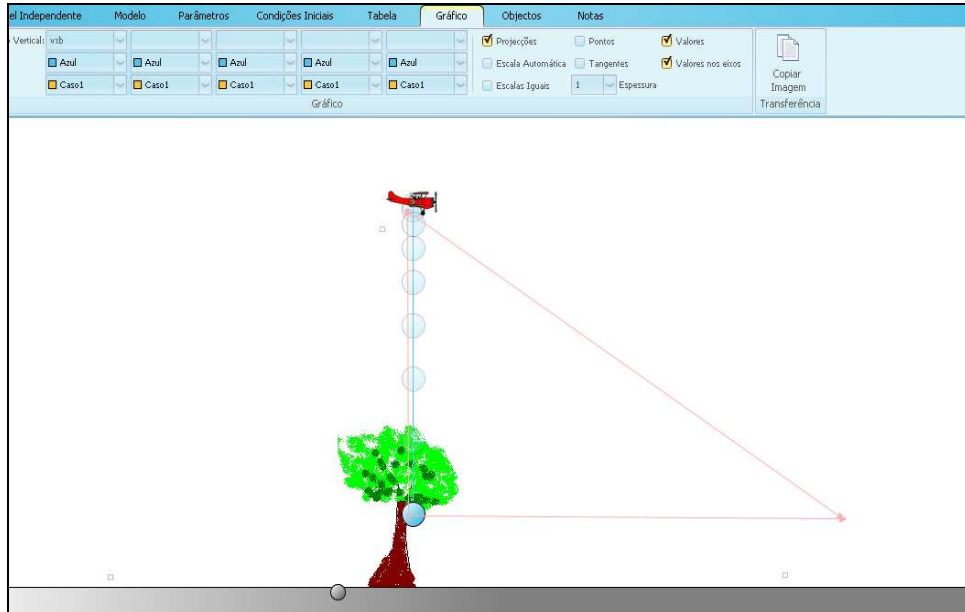 el Independente Modelo Parâmetros Condições Iniciais Tabela Gráfico Objectos Notas
Vertical: v1b
Projecções Pontos Valores
Azul Azul Azul Azul Azul
Escala Automática Tangentes Valores nos eixos
Caso1 Caso1 Caso1 Caso1 Caso1
Escalas Iguais 1 Espessura
Copiar
Imagem
Gráfico Transferência